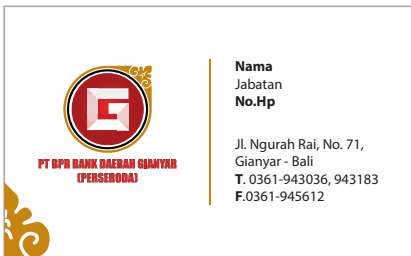 PT BPR BANK DAERAH GIANYAR
(PERSERODA)
Nama
Jabatan
No.Hp
Jl. Ngurah Rai, No. 71,
Gianyar - Bali
T. 0361-943036, 943183
F.0361-945612